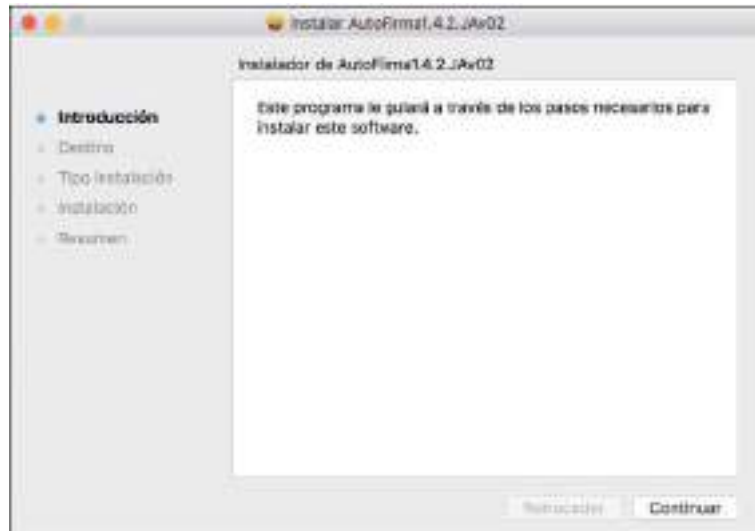 Instalar AutoFirma1.4.2.JAv02
Instalador de AutoFirma1.4.2.JAv02
Introducción
Destino
Tipo Instalación
Instalación
Resumen
Este programa le guiará a través de los pasos necesarios para
instalar este software.
Retroceder
Continuar